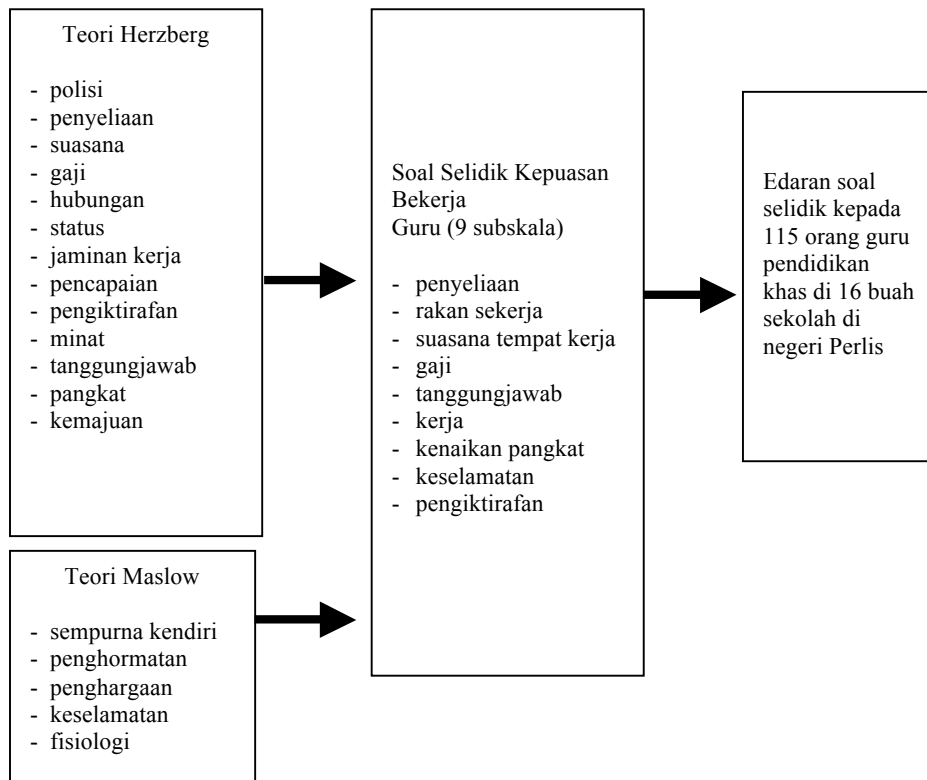 Teori Herzberg
- polisi
- penyeliaan
- suasana
- gaji
- hubungan
- status
- jaminan kerja
- pencapaian
- pengiktirafan
- minat
- tanggungjawab
- pangkat
- kemajuan
Teori Maslow
- sempurna kendiri
- penghormatan
- penghargaan
- keselamatan
- fisiologi
Soal Selidik Kepuasan
Bekerja
Guru (9 subskala)
- penyeliaan
- rakan sekerja
- suasana tempat kerja
- gaji
- tanggungjawab
- kerja
- kenaikan pangkat
- keselamatan
- pengiktirafan
Edaran soal
selidik kepada
115 orang guru
pendidikan
khas di 16 buah
sekolah di
negeri Perlis